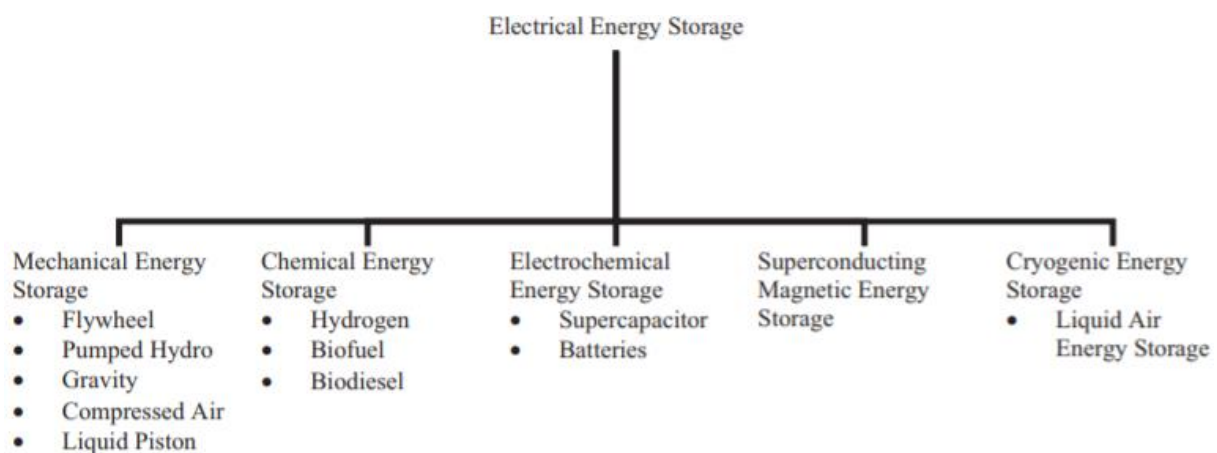 Electrical Energy Storage
Mechanical Energy
Storage
• Flywheel
• Pumped Hydro
• Gravity
• Compressed Air
• Liquid Piston
Chemical Energy
Storage
• Hydrogen
• Biofuel
• Biodiesel
Electrochemical
Energy Storage
• Supercapacitor
• Batteries
Superconducting
Magnetic Energy
Storage
Cryogenic Energy
Storage
• Liquid Air
Energy Storage